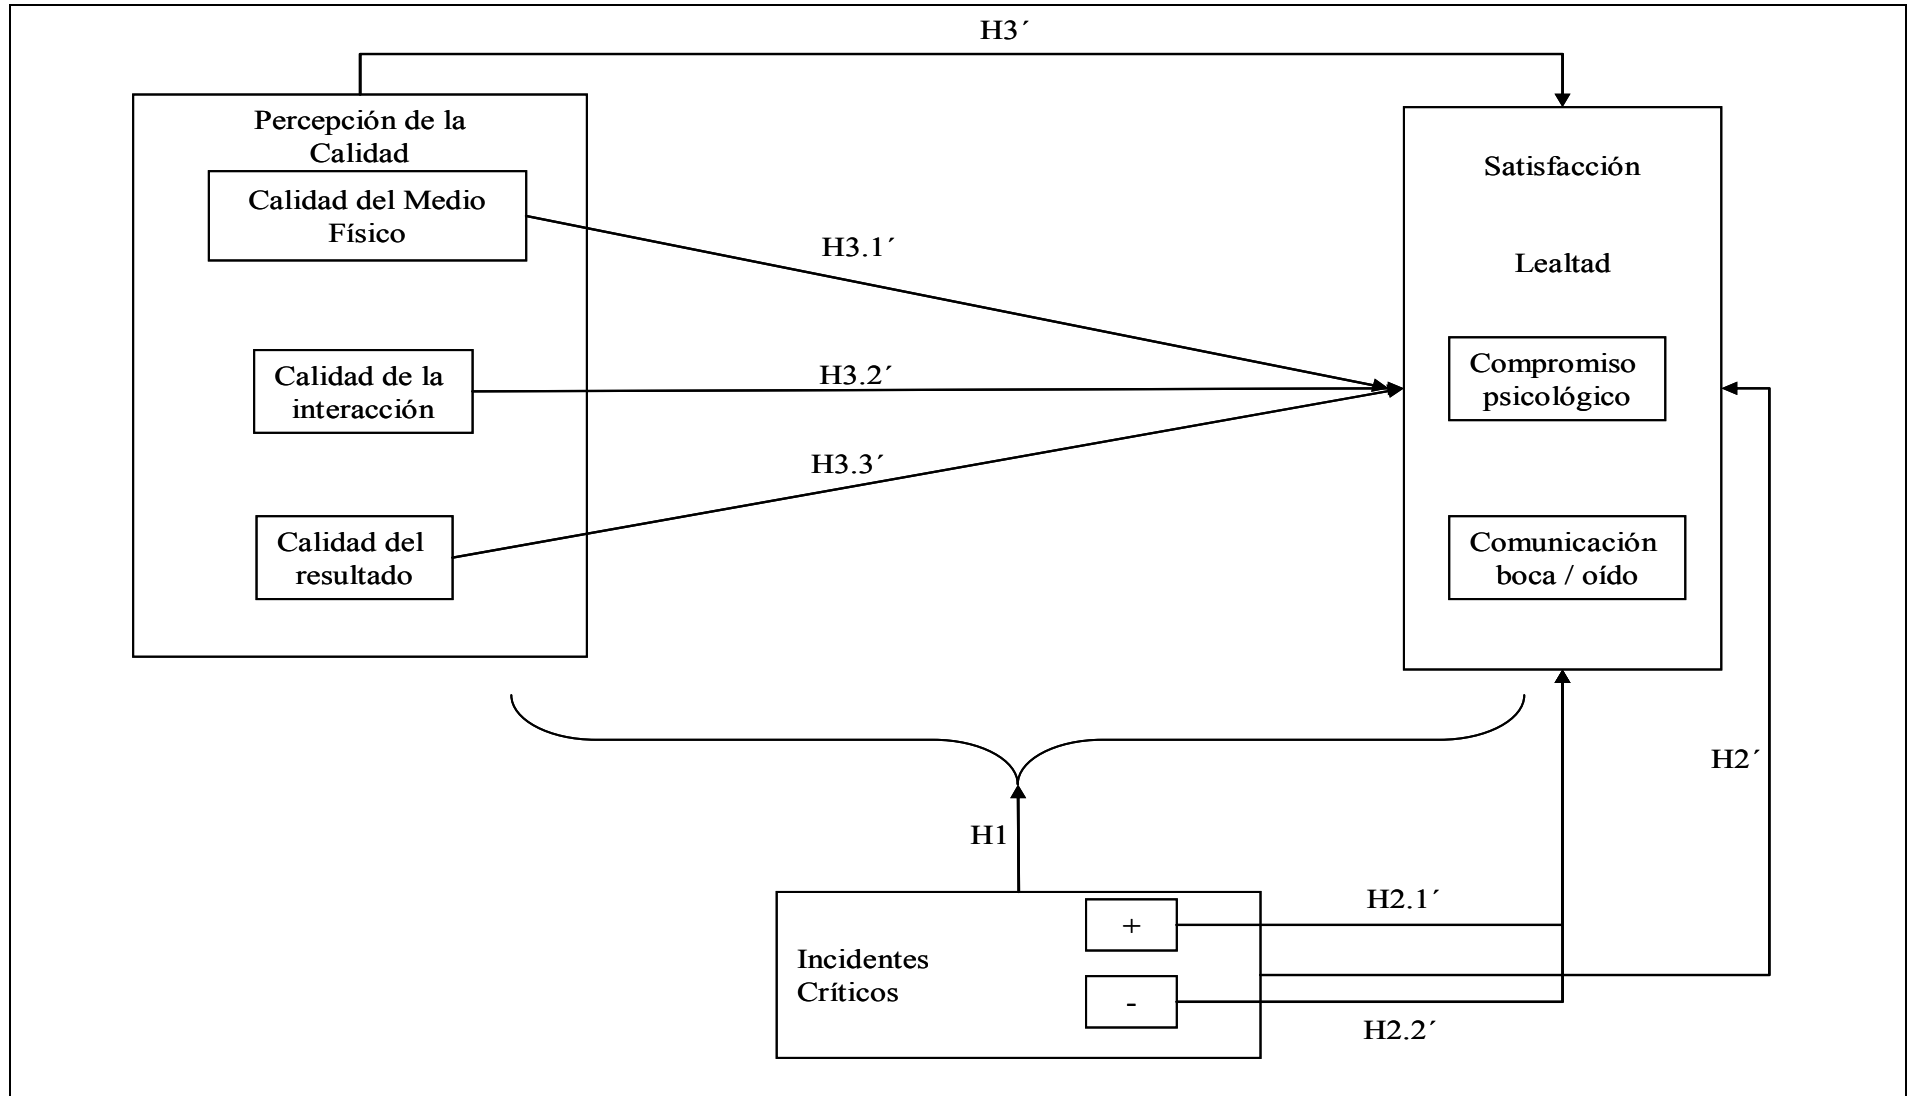 H3´
Percepción de la
Calidad
Calidad del Medio
Físico
Calidad de la
interacción
Calidad del
resultado
H3.1´
H3.2´
H3.3´
Satisfacción
Lealtad
Compromiso
psicológico
Comunicación
boca / oído
H2´
H1
Incidentes
Críticos
+
-
H2.1´
H2.2´